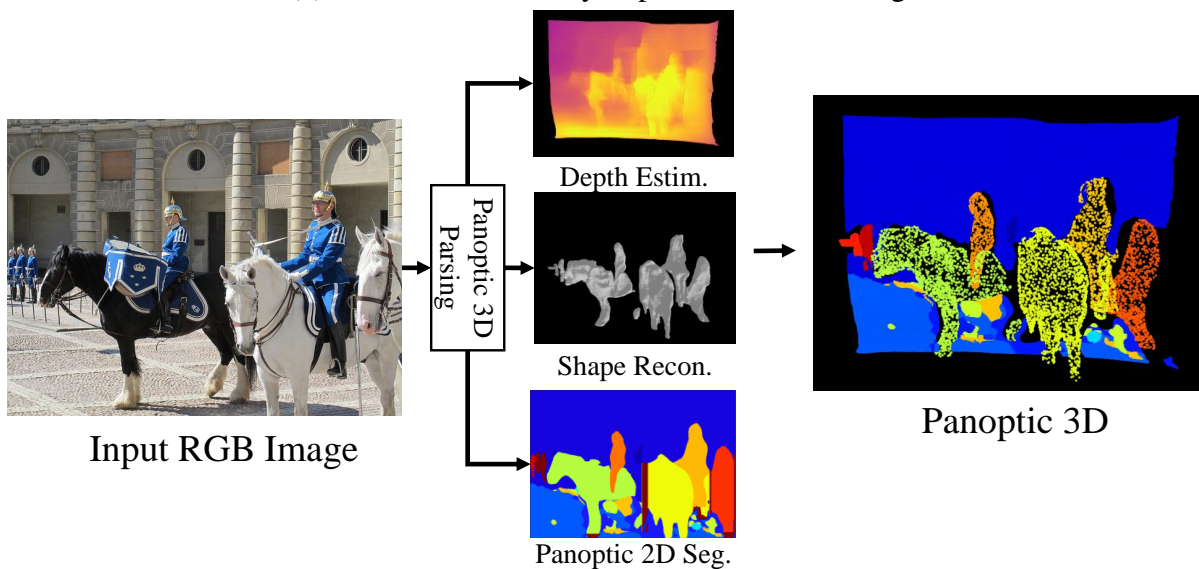 Depth Estim.
Panoptic 3D
Parsing
Shape Recon.
Input RGB Image
Panoptic 3D
Panoptic 2D Seg.